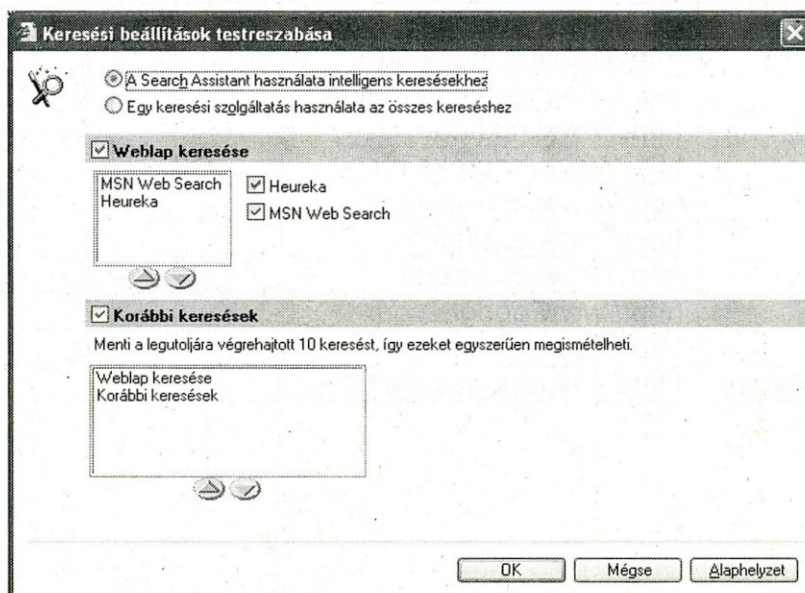 Keresési beállítások testreszabása
A Search Assistant használata intelligens keresésekhez
Egy keresési szolgáltatás használata az összes kereséshez
Weblap keresése
MSN Web Search
Heureka
Heureka
MSN Web Search
Korábbi keresések
Menti a legutoljára végrehajtott 10 keresést, így ezeket egyszerűen megismételheti.
Weblap keresése
Korábbi keresések
OK
Mégse
Alaphelyzet